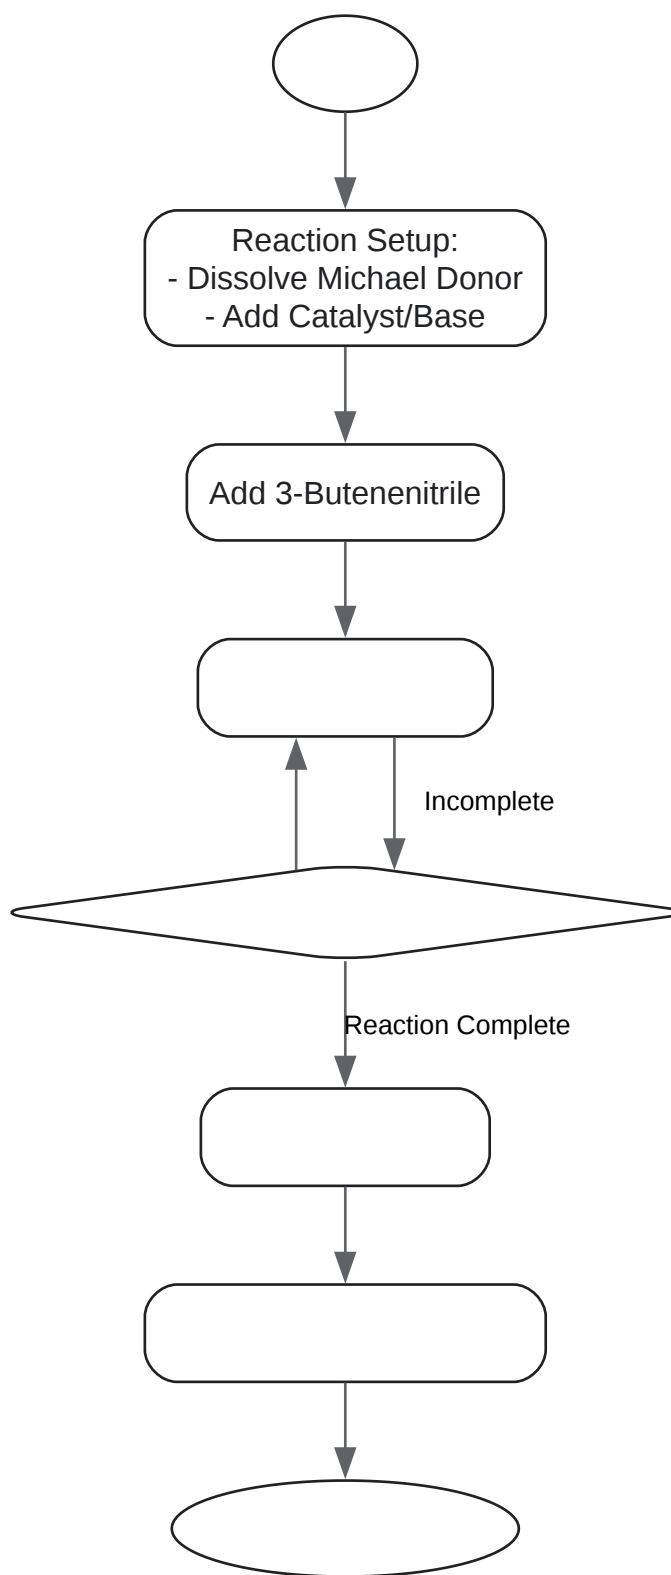 Reaction Setup:
- Dissolve Michael Donor
- Add Catalyst/Base
Add 3-Butenenitrile
Incomplete
Reaction Complete